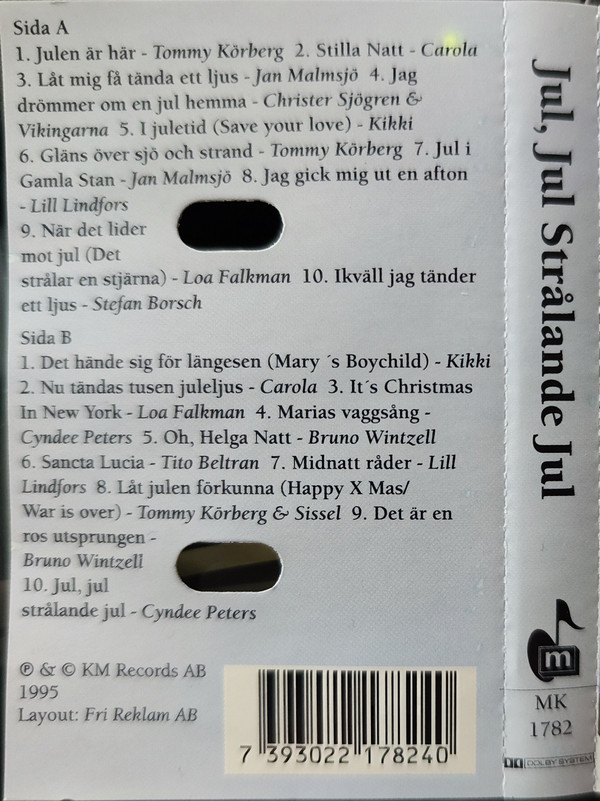 Sida A
1. Julen är här - Tommy Körberg 2. Stilla Natt - Carola
3. Låt mig få tända ett ljus - Jan Malmsjö 4. Jag
drömmer om en jul hemma - Christer Sjögren &
Vikingarna 5. I juletid (Save your love) - Kikki
6. Gläns över sjö och strand - Tommy Körberg 7. Jul i
Gamla Stan - Jan Malmsjö 8. Jag gick mig ut en afton
- Lill Lindfors
9. När det lider
mot jul (Det
strålar en stjärna) - Loa Falkman 10. Ikväll jag tänder
ett ljus - Stefan Borsch
Sida B
1. Det hände sig för längesen (Mary ´s Boychild) - Kikki
2. Nu tändas tusen juleljus - Carola 3. It´s Christmas
In New York - Loa Falkman 4. Marias vaggsång -
Cyndee Peters 5. Oh, Helga Natt - Bruno Wintzell
6. Sancta Lucia - Tito Beltran 7. Midnatt råder - Lill
Lindfors 8. Låt julen förkunna (Happy X Mas/
War is over) - Tommy Körberg & Sissel 9. Det är en
ros utsprungen -
Bruno Wintzell
10. Jul, jul
strålande jul - Cyndee Peters
℗ & © KM Records AB
1995
Layout: Fri Reklam AB
7 393022 178240
Jul, Jul Strålande Jul
m
MK
1782
DOLBY SYSTEM